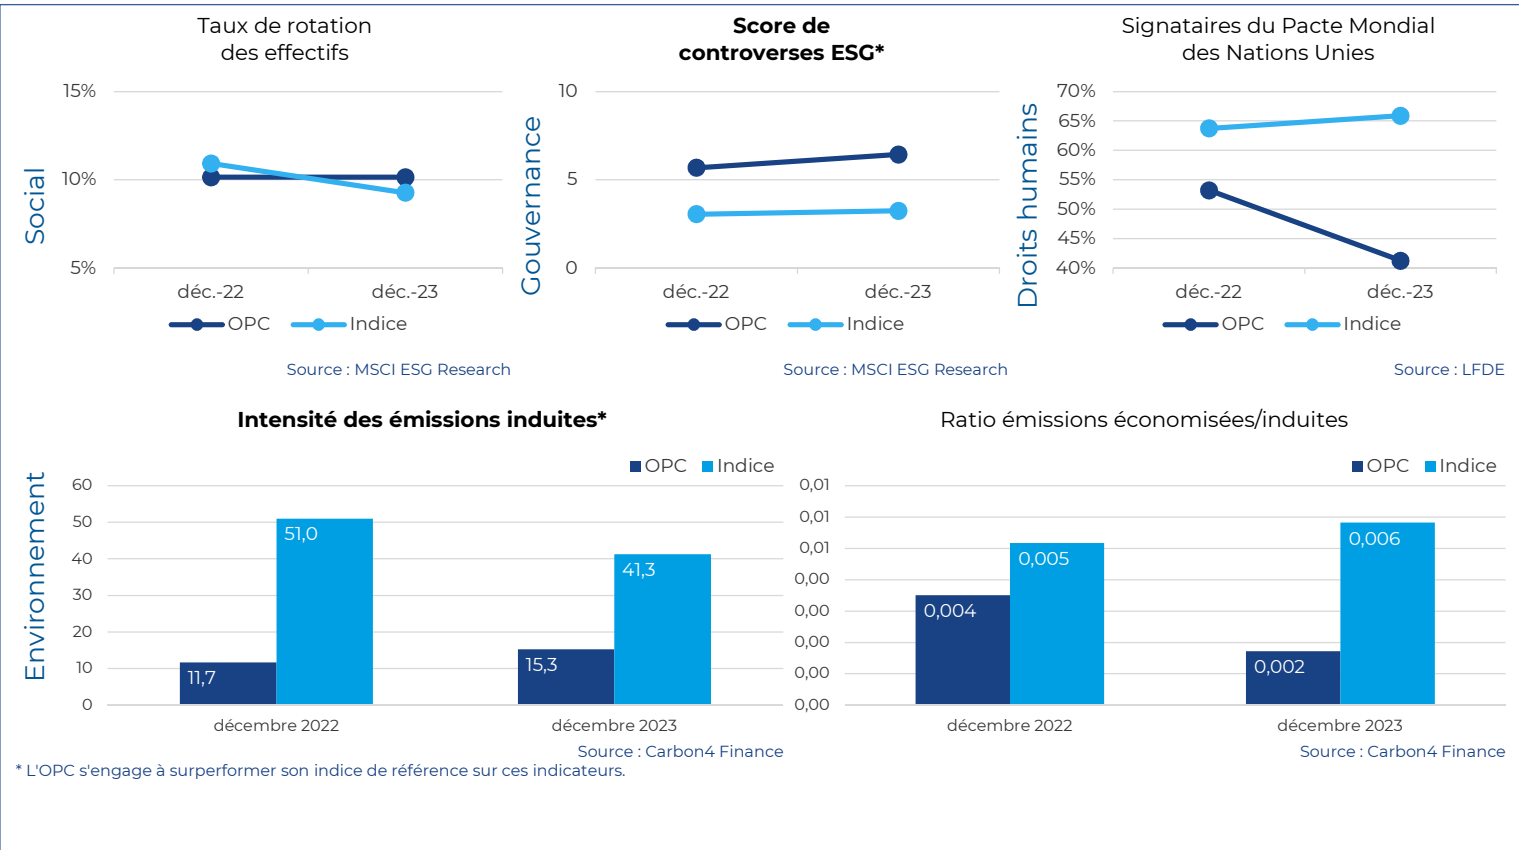 Taux de rotation
des effectifs
Social
15%
10%
5%
déc.-22
déc.-23
OPC
Indice
Source : MSCI ESG Research
Score de
controverses ESG*
Gouvernance
10
5
0
déc.-22
déc.-23
OPC
Indice
Source : MSCI ESG Research
Signataires du Pacte Mondial
des Nations Unies
Droits humains
70%
65%
60%
55%
50%
45%
40%
déc.-22
déc.-23
OPC
Indice
Source : LFDE
Intensité des émissions induites*
Environnement
OPC
Indice
60
50
40
30
20
10
0
11,7
51,0
15,3
41,3
décembre 2022
décembre 2023
Source : Carbon4 Finance
Ratio émissions économisées/induites
OPC
Indice
0,01
0,01
0,01
0,00
0,00
0,00
0,00
0,00
0,004
0,005
0,002
0,006
décembre 2022
décembre 2023
Source : Carbon4 Finance
* L'OPC s'engage à surperformer son indice de référence sur ces indicateurs.